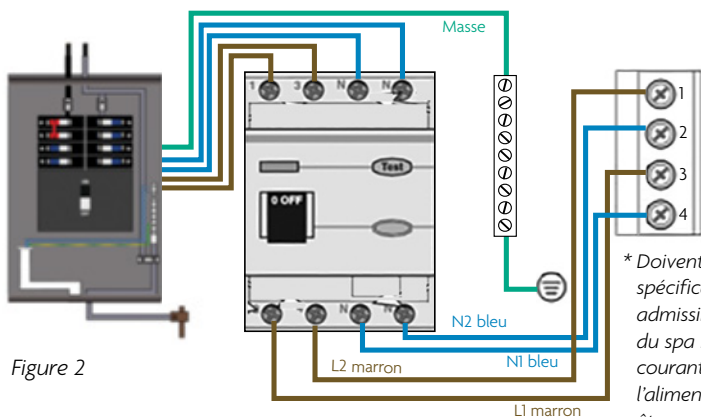 Masse
1 3 N N
Test
0 OFF
N
N2 bleu
N1 bleu
L2 marron
L1 marron
1
2
3
4
* Doivent
spécifica
admissi
du spa
courant
l'alimen
Figure 2